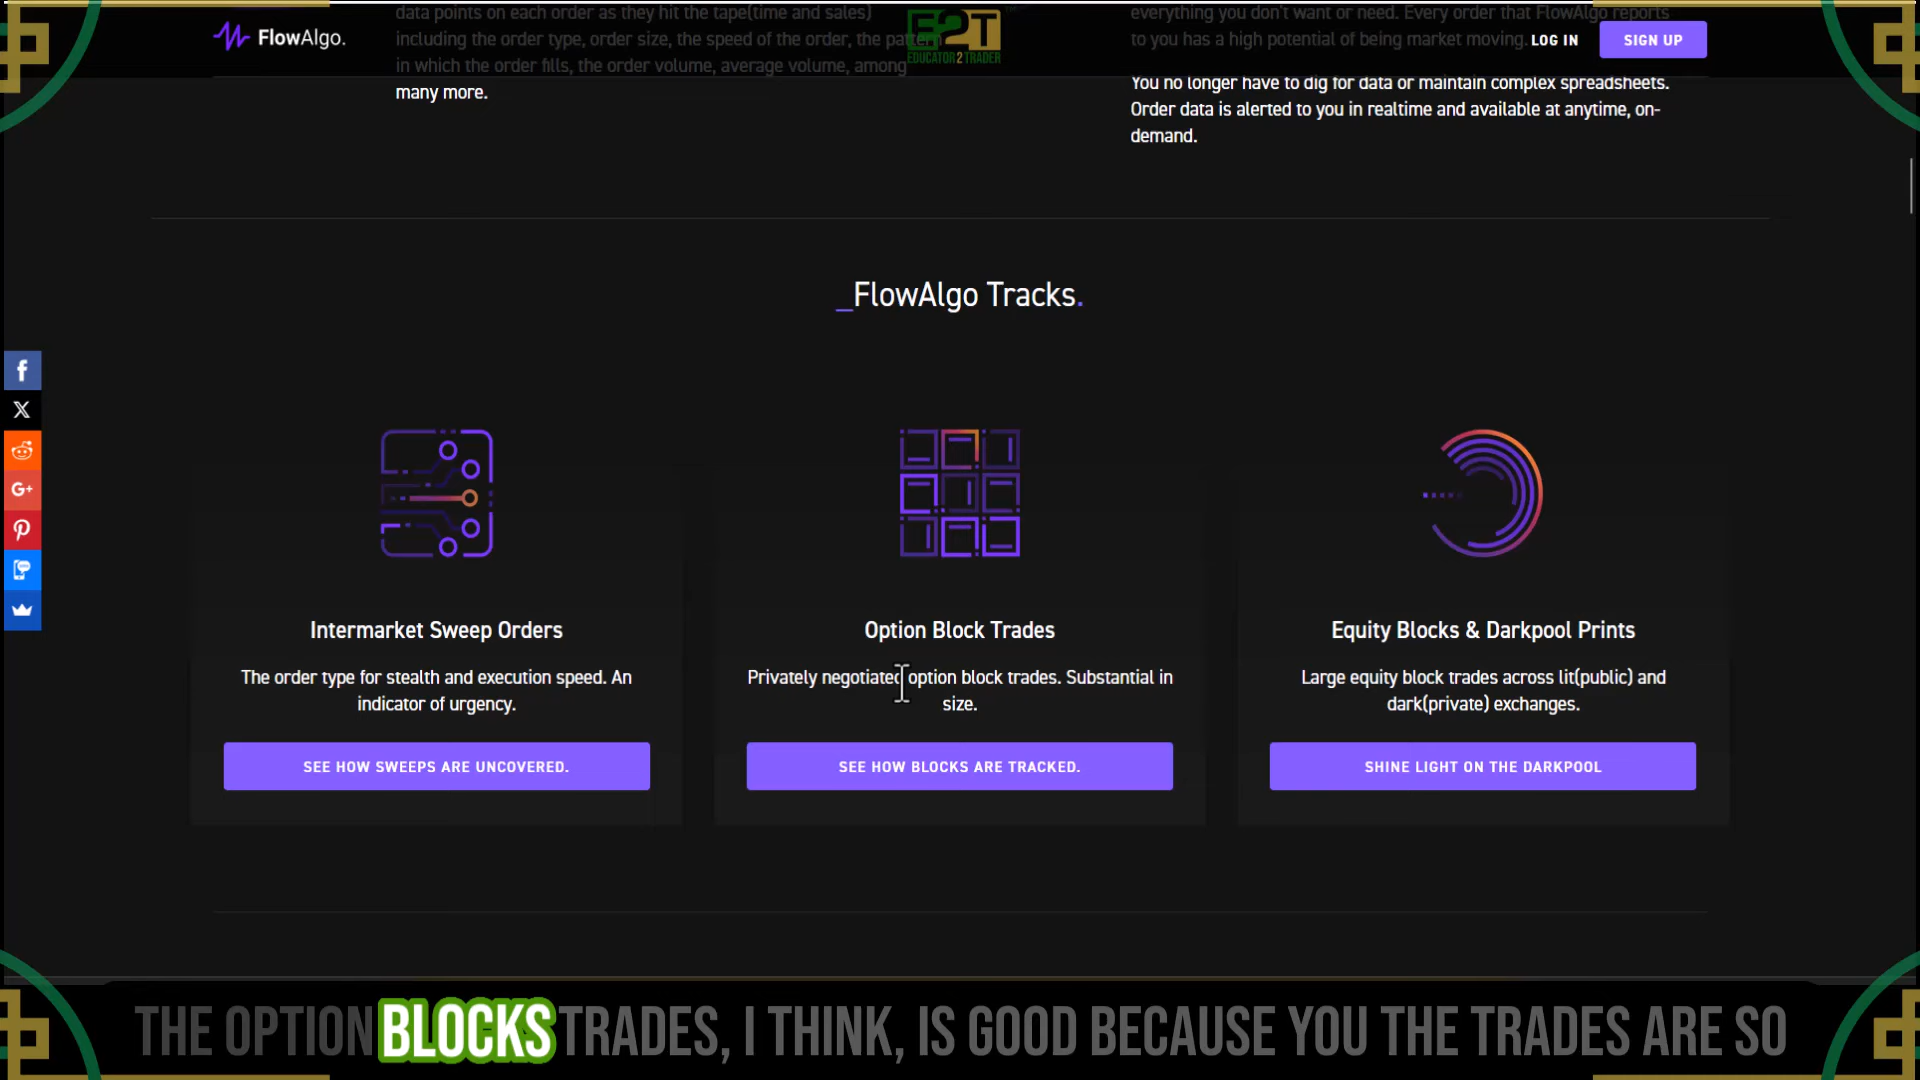 data points on each order as they hit the tape(time and sales)
including the order type, order size, the speed of the order, the pattern
in which the order fills, the order volume, average volume, among
many more.
everything you don't want or need. Every order that FlowAlgo reports
to you has a high potential of being market moving.
You no longer have to dig for data or maintain complex spreadsheets.
Order data is alerted to you in realtime and available at anytime, on-
demand.
FlowAlgo.
E2T
EDUCATOR2TRADER
LOG IN
SIGN UP
_FlowAlgo Tracks.
Intermarket Sweep Orders
The order type for stealth and execution speed. An
indicator of urgency.
SEE HOW SWEEPS ARE UNCOVERED.
Option Block Trades
Privately negotiated option block trades. Substantial in
size.
SEE HOW BLOCKS ARE TRACKED.
Equity Blocks & Darkpool Prints
Large equity block trades across lit(public) and
dark(private) exchanges.
SHINE LIGHT ON THE DARKPOOL
THE OPTION BLOCKS TRADES, I THINK, IS GOOD BECAUSE YOU THE TRADES ARE SO